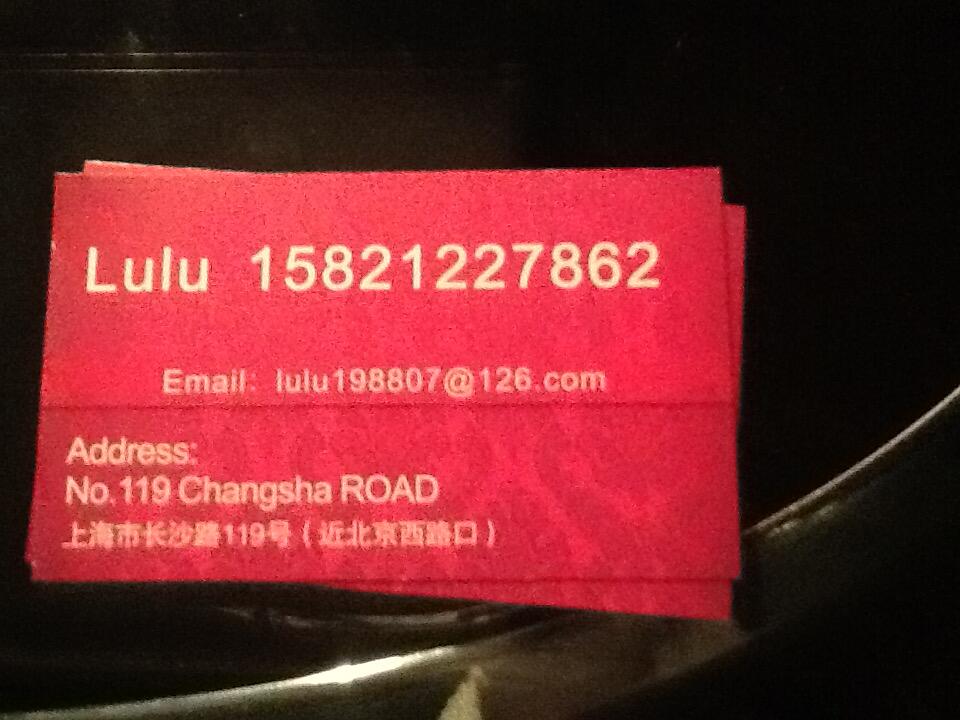 Lulu 15821227862
Email: lulu198807@126.com
Address:
No.119 Changsha ROAD
上海市长沙路119号（近北京西路口）